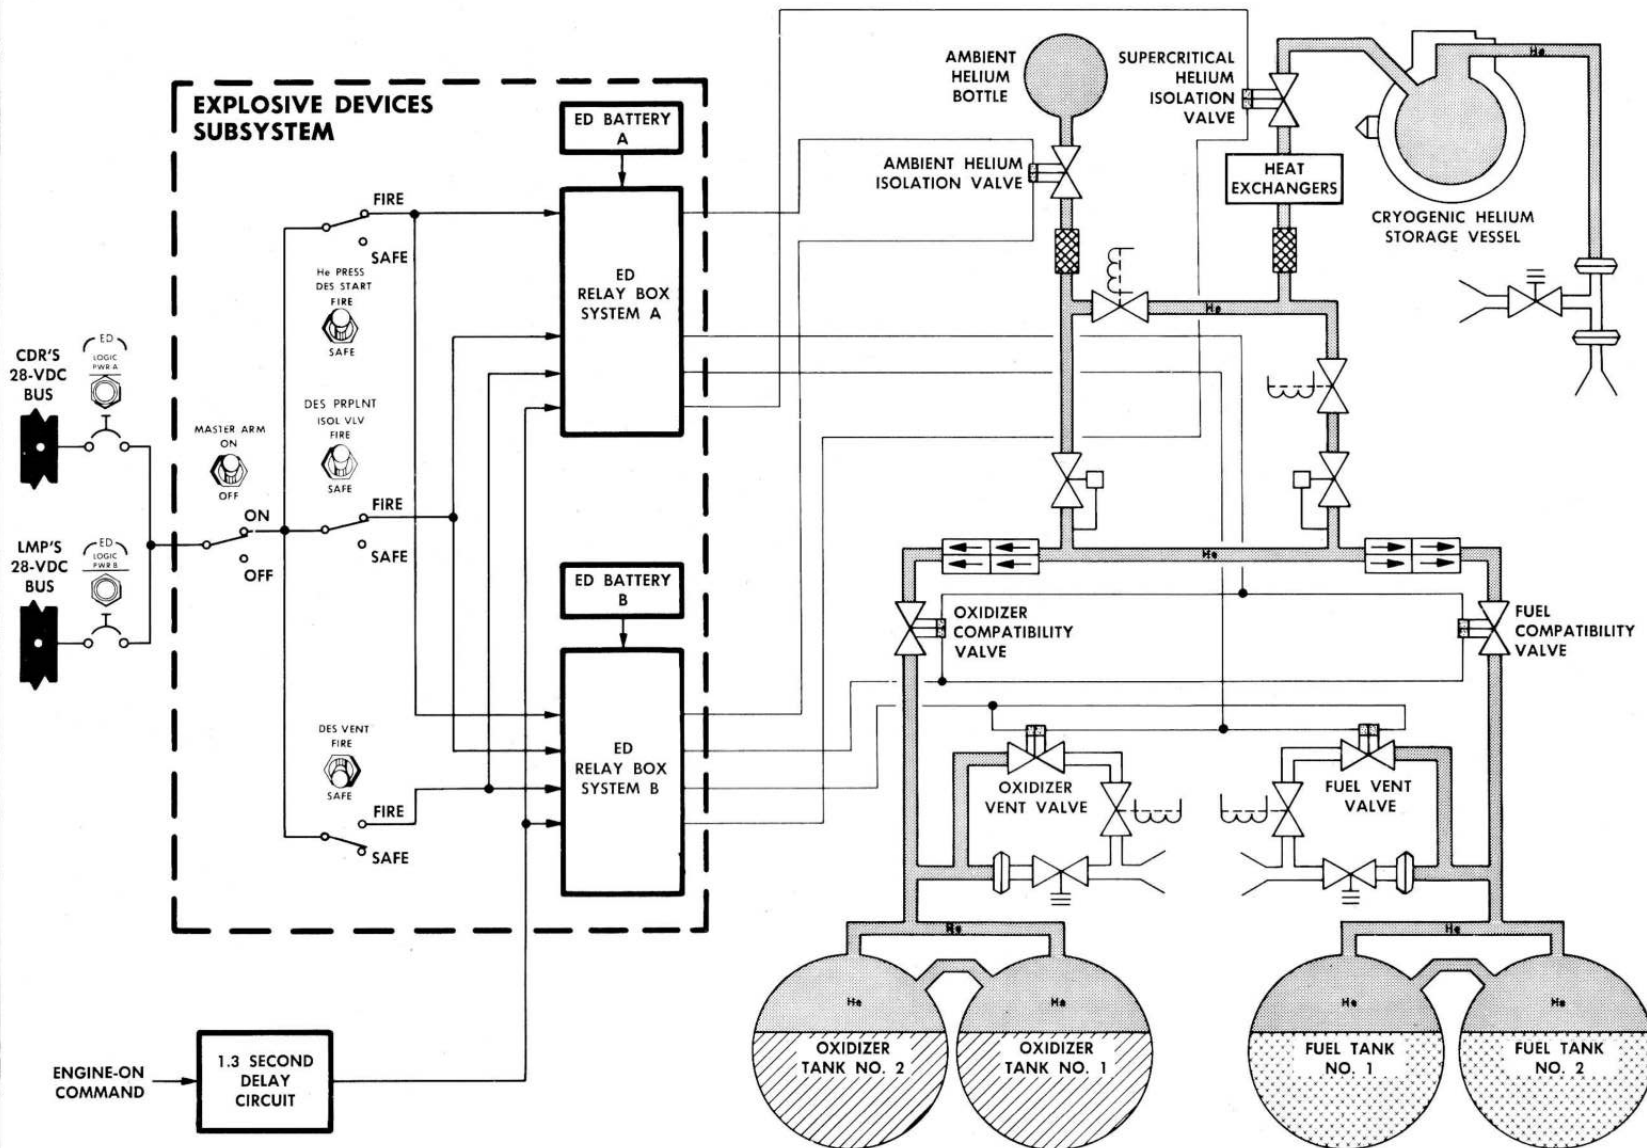 EXPLOSIVE DEVICES
SUBSYSTEM
ED BATTERY
A
ED
RELAY BOX
SYSTEM A
FIRE
SAFE
He PRESS
DES START
FIRE
SAFE
CDR'S
28-VDC
BUS
ED
LOGIC
PWR A
MASTER ARM
ON
OFF
DES PRPLNT
ISOL VLV
FIRE
SAFE
ON
OFF
FIRE
SAFE
LMP'S
28-VDC
BUS
ED
LOGIC
PWR B
ED BATTERY
B
ED
RELAY BOX
SYSTEM B
DES VENT
FIRE
SAFE
FIRE
SAFE
ENGINE-ON
COMMAND
1.3 SECOND
DELAY
CIRCUIT
AMBIENT
HELIUM
BOTTLE
SUPERCRITICAL
HELIUM
ISOLATION
VALVE
He
AMBIENT HELIUM
ISOLATION VALVE
HEAT
EXCHANGERS
CRYOGENIC HELIUM
STORAGE VESSEL
He
He
OXIDIZER
COMPATIBILITY
VALVE
FUEL
COMPATIBILITY
VALVE
OXIDIZER
VENT VALVE
FUEL VENT
VALVE
He
He
He
He
He
He
OXIDIZER
TANK NO. 2
OXIDIZER
TANK NO. 1
FUEL TANK
NO. 1
FUEL TANK
NO. 2